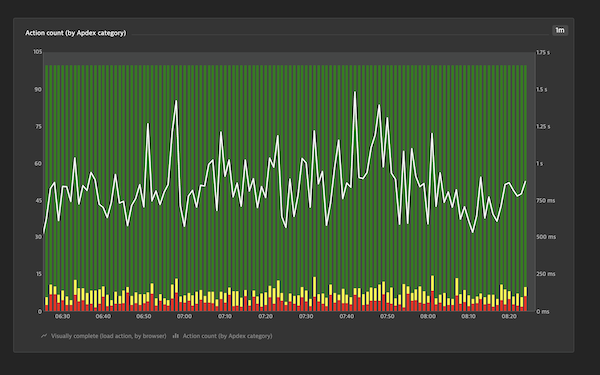 Action count (by Apdex category)
1m
105
90
75
60
45
30
15
0
1.75 s
1.5 s
1.25 s
1 s
750 ms
500 ms
250 ms
0 ms
06:30 06:40 06:50 07:00 07:10 07:20 07:30 07:40 07:50 08:00 08:10 08:20
Visually complete (load action, by browser) Action count (by Apdex category)